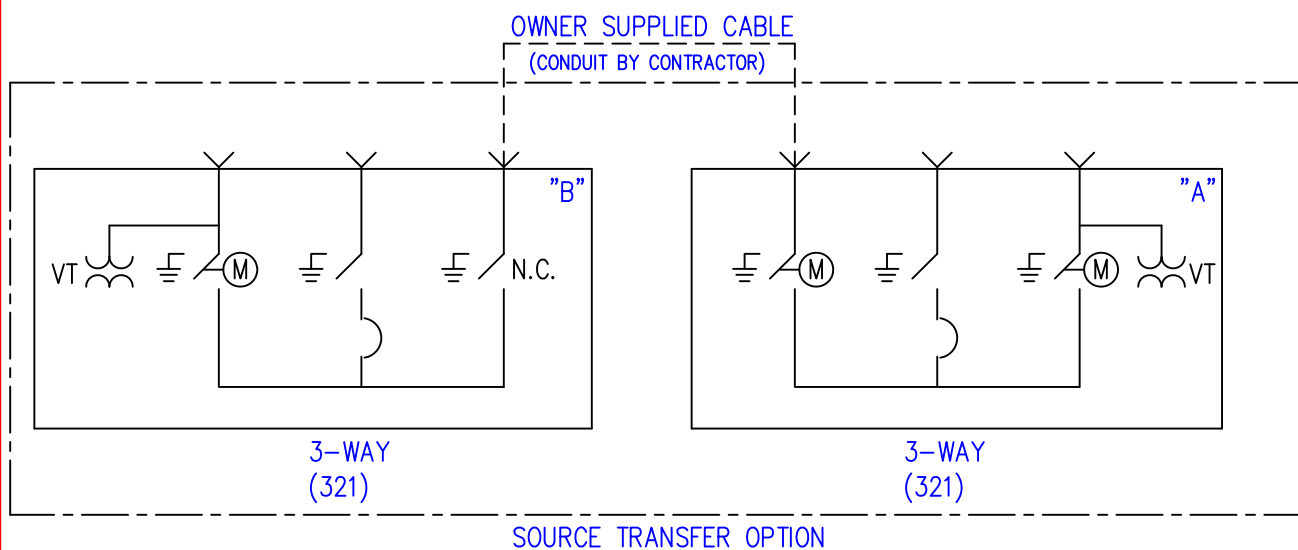 OWNER SUPPLIED CABLE
(CONDUIT BY CONTRACTOR)
"B"
"A"
VT
M
N.C.
M
M
VT
3-WAY
(321)
3-WAY
(321)
SOURCE TRANSFER OPTION